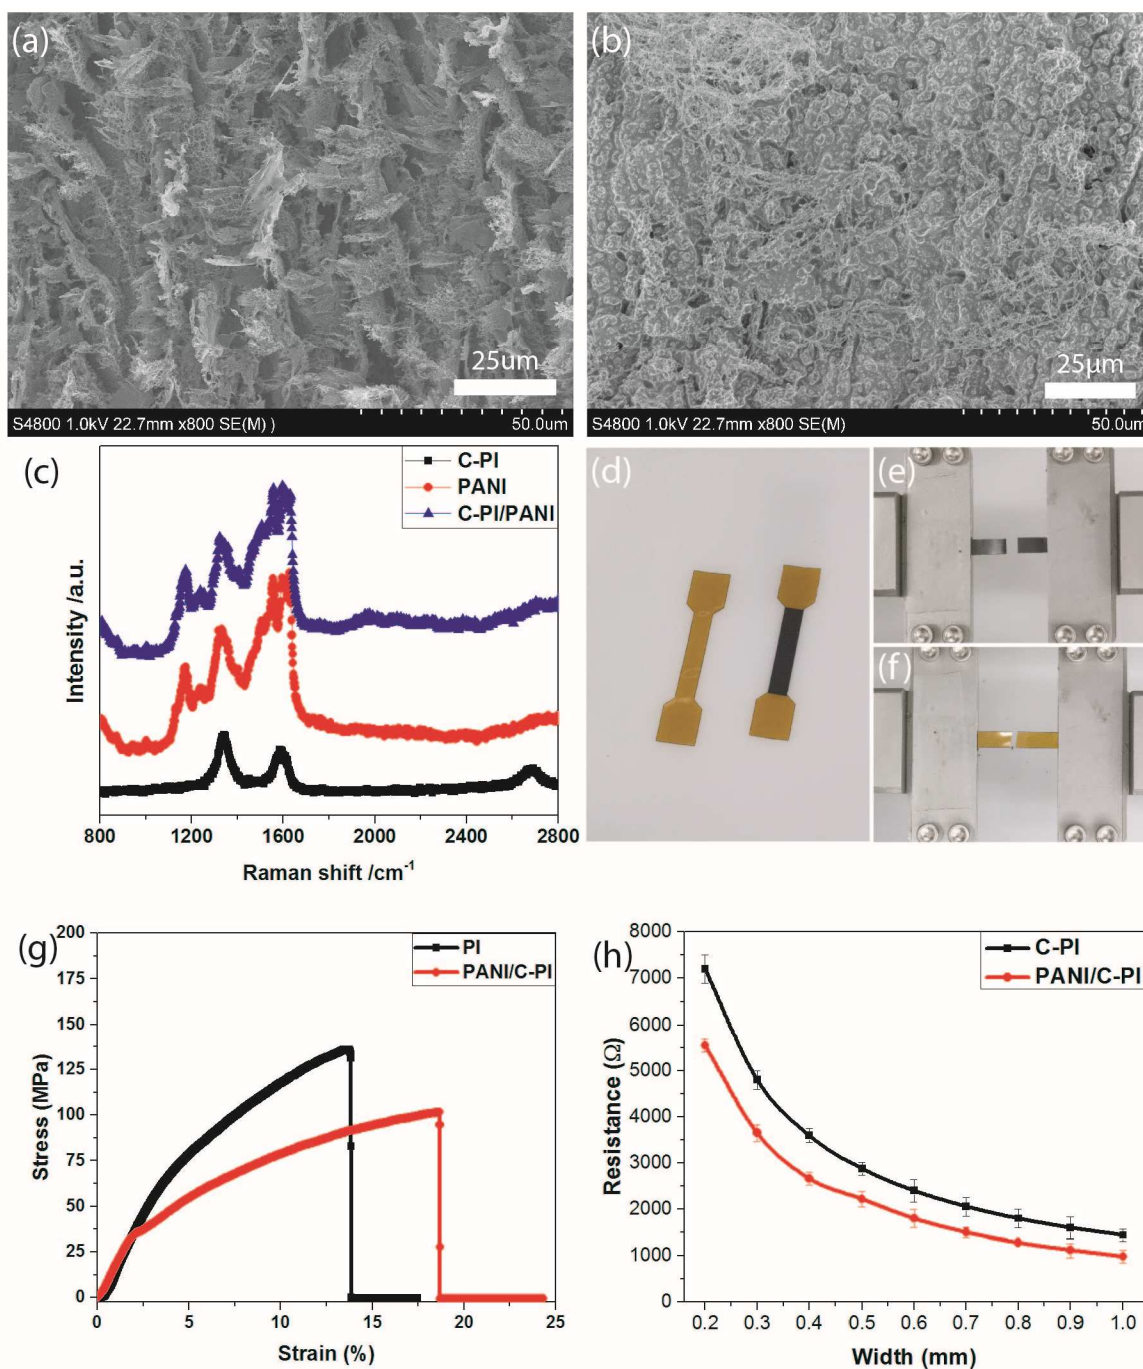 (a)
25um
S4800 1.0kV 22.7mm x800 SE(M)
50.0um
(b)
25μm
S4800 1.0kV 22.7mm x800 SE(M)
50.0um
(c)
C-PI
PANI
C-PI/PANI
Intensity /a.u.
800 1200 1600 2000 2400 2800
Raman shift /cm-1
(d)
(e)
(f)
(g)
PI
PANI/C-PI
200
175
150
125
100
75
50
25
0
Stress (MPa)
0 5 10 15 20 25
Strain (%)
(h)
C-PI
PANI/C-PI
8000
7000
6000
5000
4000
3000
2000
1000
0
Resistance (Ω)
0.2 0.3 0.4 0.5 0.6 0.7 0.8 0.9 1.0
Width (mm)